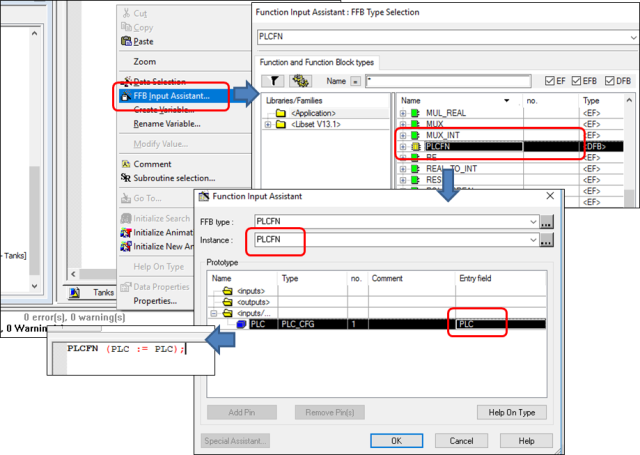 Cut
Copy
Paste
Zoom
Data Selection
FFB Input Assistant...
Create Variable...
Rename Variable...
Modify Value...
Comment
Subroutine selection...
Go To...
Initialize Search
Initialize Animat
Initialize New An
Help On Type
Data Properties
Properties...
- Tanks]
Tanks
0 error(s), 0 warning(s)
, 0 Warnin
Function Input Assistant : FFB Type Selection
PLCFN
Function and Function Block types
Name = * EF EFB DFB
Libraries/Families
<Application>
<Libset V13.1>
Name no. Type
MUL_REAL <EF>
MUX <EF>
MUX_INT <EF>
PLCFN <DFB>
RE <EF>
REAL_TO_INT <EF>
RES <EF>
<EF>
Function Input Assistant
FFB type : PLCFN ...
Instance : PLCFN ...
Prototype
Name Type no. Comment Entry field
<inputs>
<outputs>
<inputs/...
PLC PLC_CFG 1 PLC
Add Pin Remove Pin(s) Help On Type
Special Assistant... OK Cancel Help
PLCFN (PLC := PLC);